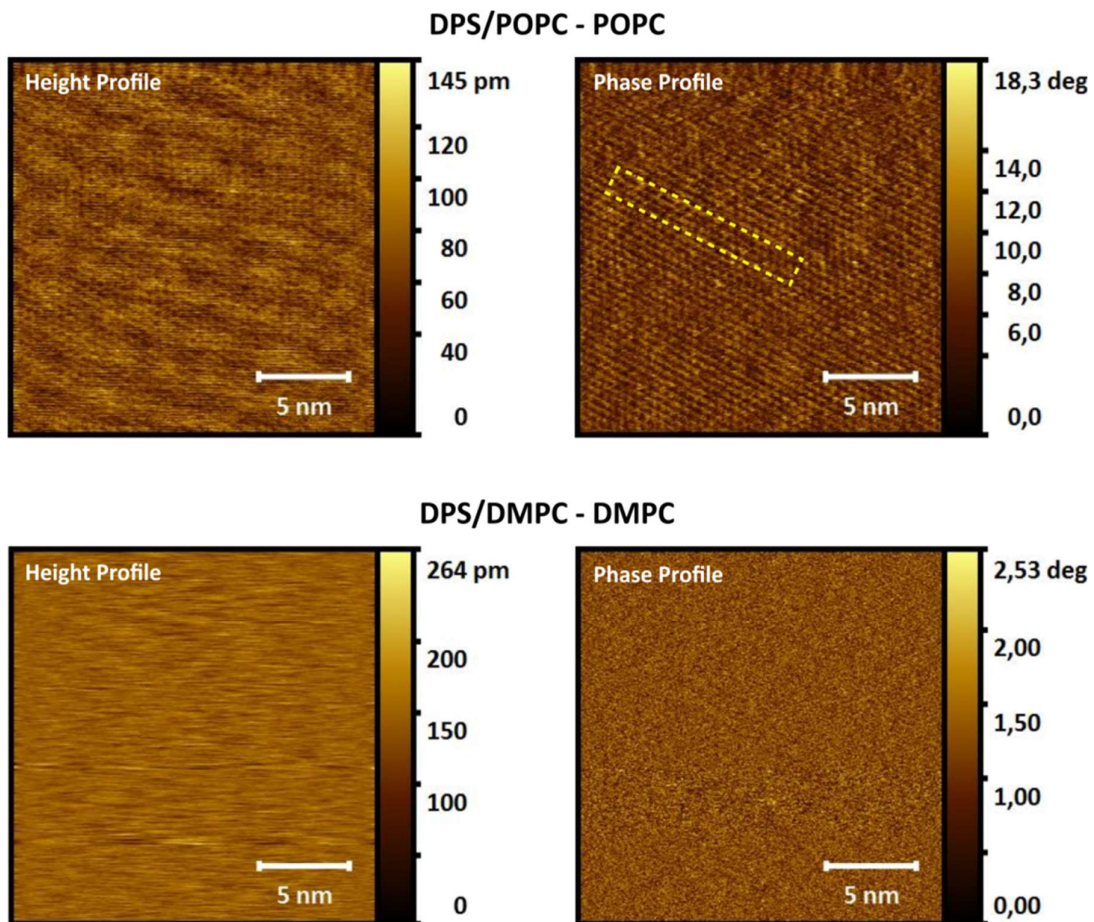 DPS/POPC - POPC
Height Profile
145 pm
120
100
80
60
40
0
5 nm
Phase Profile
18,3 deg
14,0
12,0
10,0
8,0
6,0
0,0
5 nm
DPS/DMPC - DMPC
Height Profile
264 pm
200
150
100
0
5 nm
Phase Profile
2,53 deg
2,00
1,50
1,00
0,00
5 nm